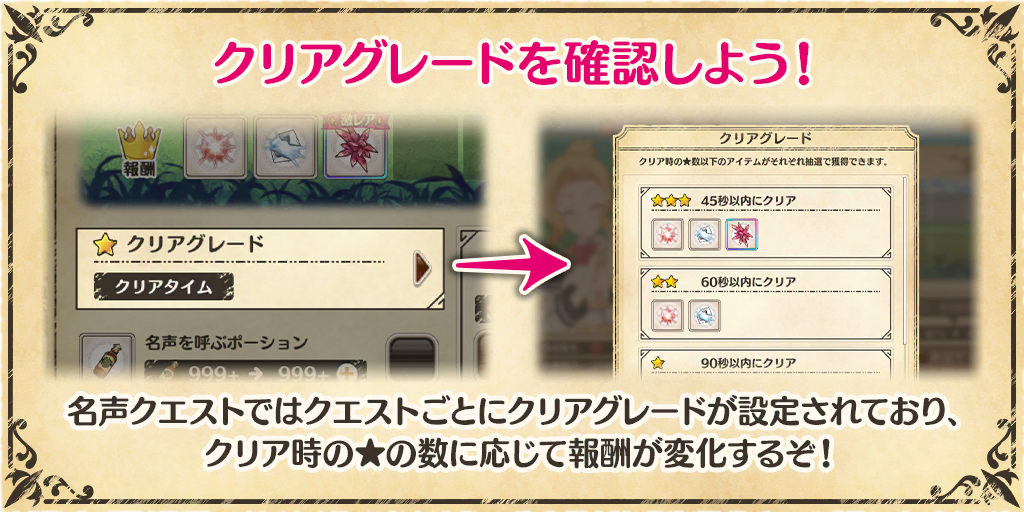 クリアグレードを確認しよう!
激レア
報酬
クリアグレード
クリアタイム
名声を呼ぶポーション
999+ → 999+
クリアグレード
クリア時の★数以下のアイテムがそれぞれ抽選で獲得できます。
★★★ 45秒以内にクリア
★★ 60秒以内にクリア
★ 90秒以内にクリア
名声クエストではクエストごとにクリアグレードが設定されており、
クリア時の★の数に応じて報酬が変化するぞ!